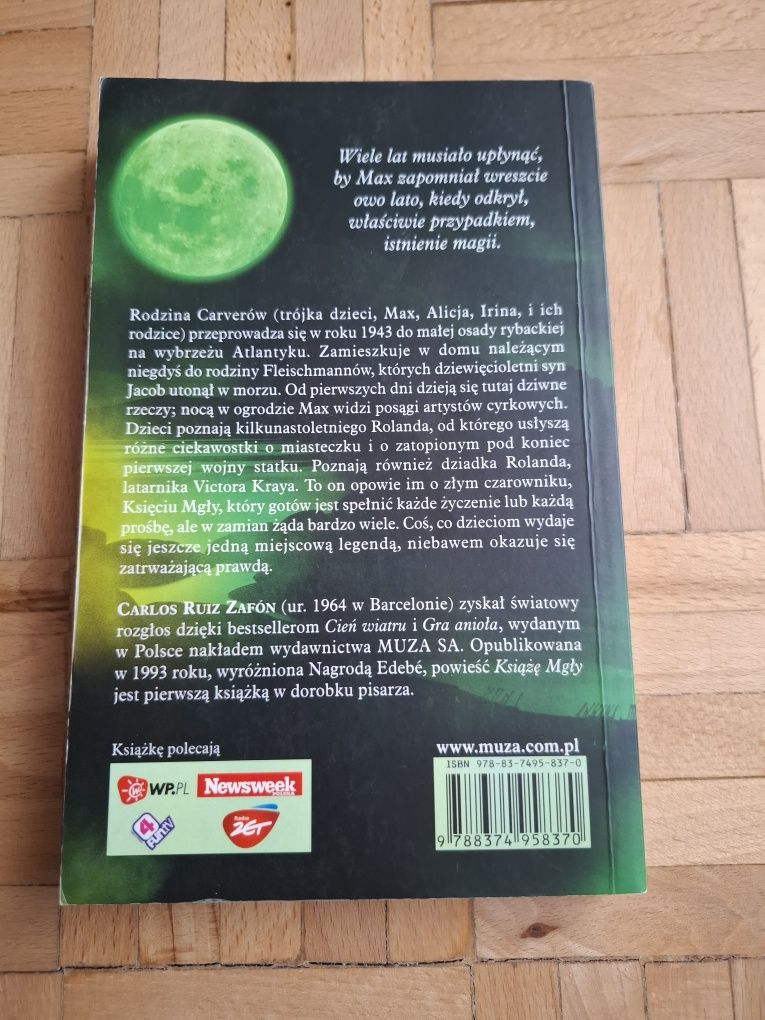 Wiele lat musiało upłynąć,
by Max zapomniał wreszcie
owo lato, kiedy odkrył,
właściwie przypadkiem,
istnienie magii.
Rodzina Carverów (trójka dzieci, Max, Alicja, Irina, i ich
rodzice) przeprowadza się w roku 1943 do małej osady rybackiej
na wybrzeżu Atlantyku. Zamieszkuje w domu należącym
niegdyś do rodziny Fleischmannów, których dziewięcioletni syn
Jacob utonął w morzu. Od pierwszych dni dzieją się tutaj dziwne
rzeczy; nocą w ogrodzie Max widzi posągi artystów cyrkowych.
Dzieci poznają kilkunastoletniego Rolanda, od którego usłyszą
różne ciekawostki o miasteczku i o zatopionym pod koniec
pierwszej wojny statku. Poznają również dziadka Rolanda,
latarnika Victora Kraya. To on opowie im o złym czarowniku,
Księciu Mgły, który gotów jest spełnić każde życzenie lub każdą
prośbę, ale w zamian żąda bardzo wiele. Coś, co dzieciom wydaje
się jeszcze jedną miejscową legendą, niebawem okazuje się
zatrważającą prawdą.
CARLOS RUIZ ZAFÓN (ur. 1964 w Barcelonie) zyskał światowy
rozgłos dzięki bestsellerom Cień wiatru i Gra anioła, wydanym
w Polsce nakładem wydawnictwa MUZA SA. Opublikowana
w 1993 roku, wyróżniona Nagrodą Edebé, powieść Książę Mgły
jest pierwszą książką w dorobku pisarza.
Książkę polecają
www.muza.com.pl
WP.PL
Newsweek
POLSKA
4
FUN.TV
Radio
ZET
ISBN 978-83-7495-837-0
9 788374 958370